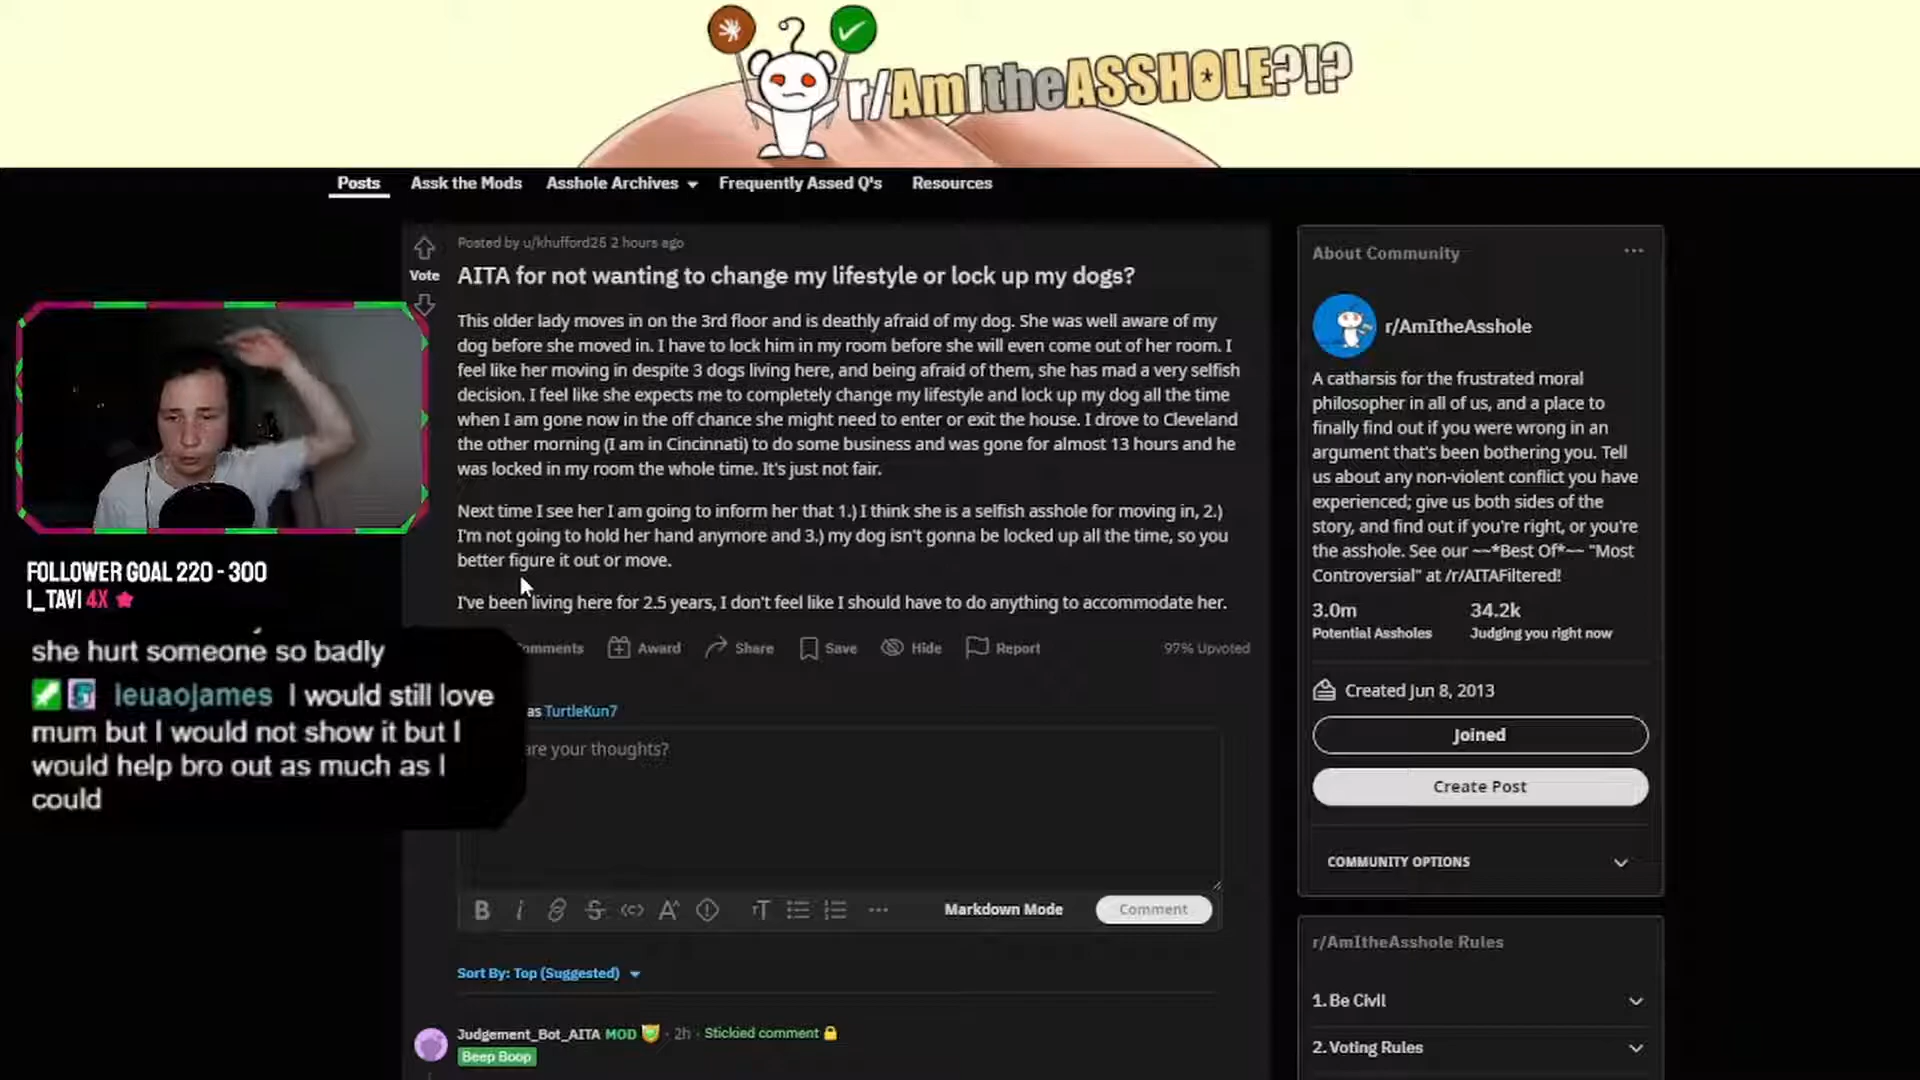 r/AmItheASSHOLE?!?
Posts
Assk the Mods
Asshole Archives
Frequently Assed Q's
Resources
Posted by u/khufford25 2 hours ago
Vote
AITA for not wanting to change my lifestyle or lock up my dogs?
This older lady moves in on the 3rd floor and is deathly afraid of my dog. She was well aware of my
dog before she moved in. I have to lock him in my room before she will even come out of her room. I
feel like her moving in despite 3 dogs living here, and being afraid of them, she has mad a very selfish
decision. I feel like she expects me to completely change my lifestyle and lock up my dog all the time
when I am gone now in the off chance she might need to enter or exit the house. I drove to Cleveland
the other morning (I am in Cincinnati) to do some business and was gone for almost 13 hours and he
was locked in my room the whole time. It's just not fair.
Next time I see her I am going to inform her that 1.) I think she is a selfish asshole for moving in, 2.)
I'm not going to hold her hand anymore and 3.) my dog isn't gonna be locked up all the time, so you
better figure it out or move.
I've been living here for 2.5 years, I don't feel like I should have to do anything to accommodate her.
omments
Award
Share
Save
Hide
Report
97% Upvoted
as TurtleKun7
are your thoughts?
B
i
Markdown Mode
Comment
Sort By: Top (Suggested)
Judgement_Bot_AITA MOD · 2h · Stickied comment
Beep Boop
FOLLOWER GOAL 220 - 300
I_TAVI 4X
she hurt someone so badly
leuaojames I would still love
mum but I would not show it but I
would help bro out as much as I
could
About Community
r/AmItheAsshole
A catharsis for the frustrated moral
philosopher in all of us, and a place to
finally find out if you were wrong in an
argument that's been bothering you. Tell
us about any non-violent conflict you have
experienced; give us both sides of the
story, and find out if you're right, or you're
the asshole. See our ~~*Best Of*~~ "Most
Controversial" at /r/AITAFiltered!
3.0m
Potential Assholes
34.2k
Judging you right now
Created Jun 8, 2013
Joined
Create Post
COMMUNITY OPTIONS
r/AmItheAsshole Rules
1. Be Civil
2. Voting Rules